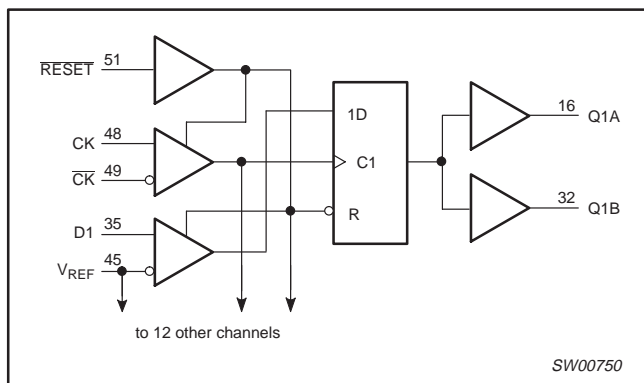 RESET 51
CK 48
CK 49
D1 35
VREF 45
1D
C1
R
16 Q1A
32 Q1B
to 12 other channels
SW00750